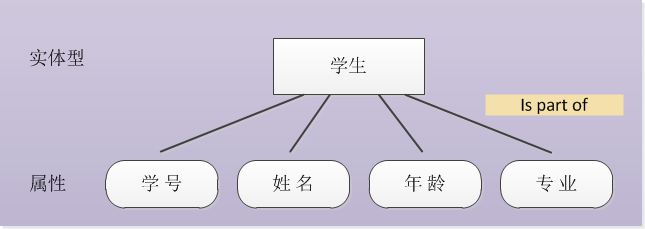 实体型
学生
Is part of
属性
学号
姓名
年龄
专业